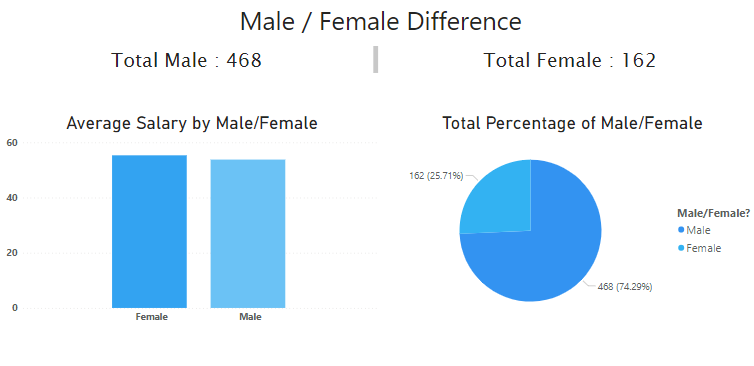 Male / Female Difference
Total Male : 468
Total Female : 162
Average Salary by Male/Female
60
40
20
0
Female
Male
Total Percentage of Male/Female
162 (25.71%)
468 (74.29%)
Male/Female?
Male
Female